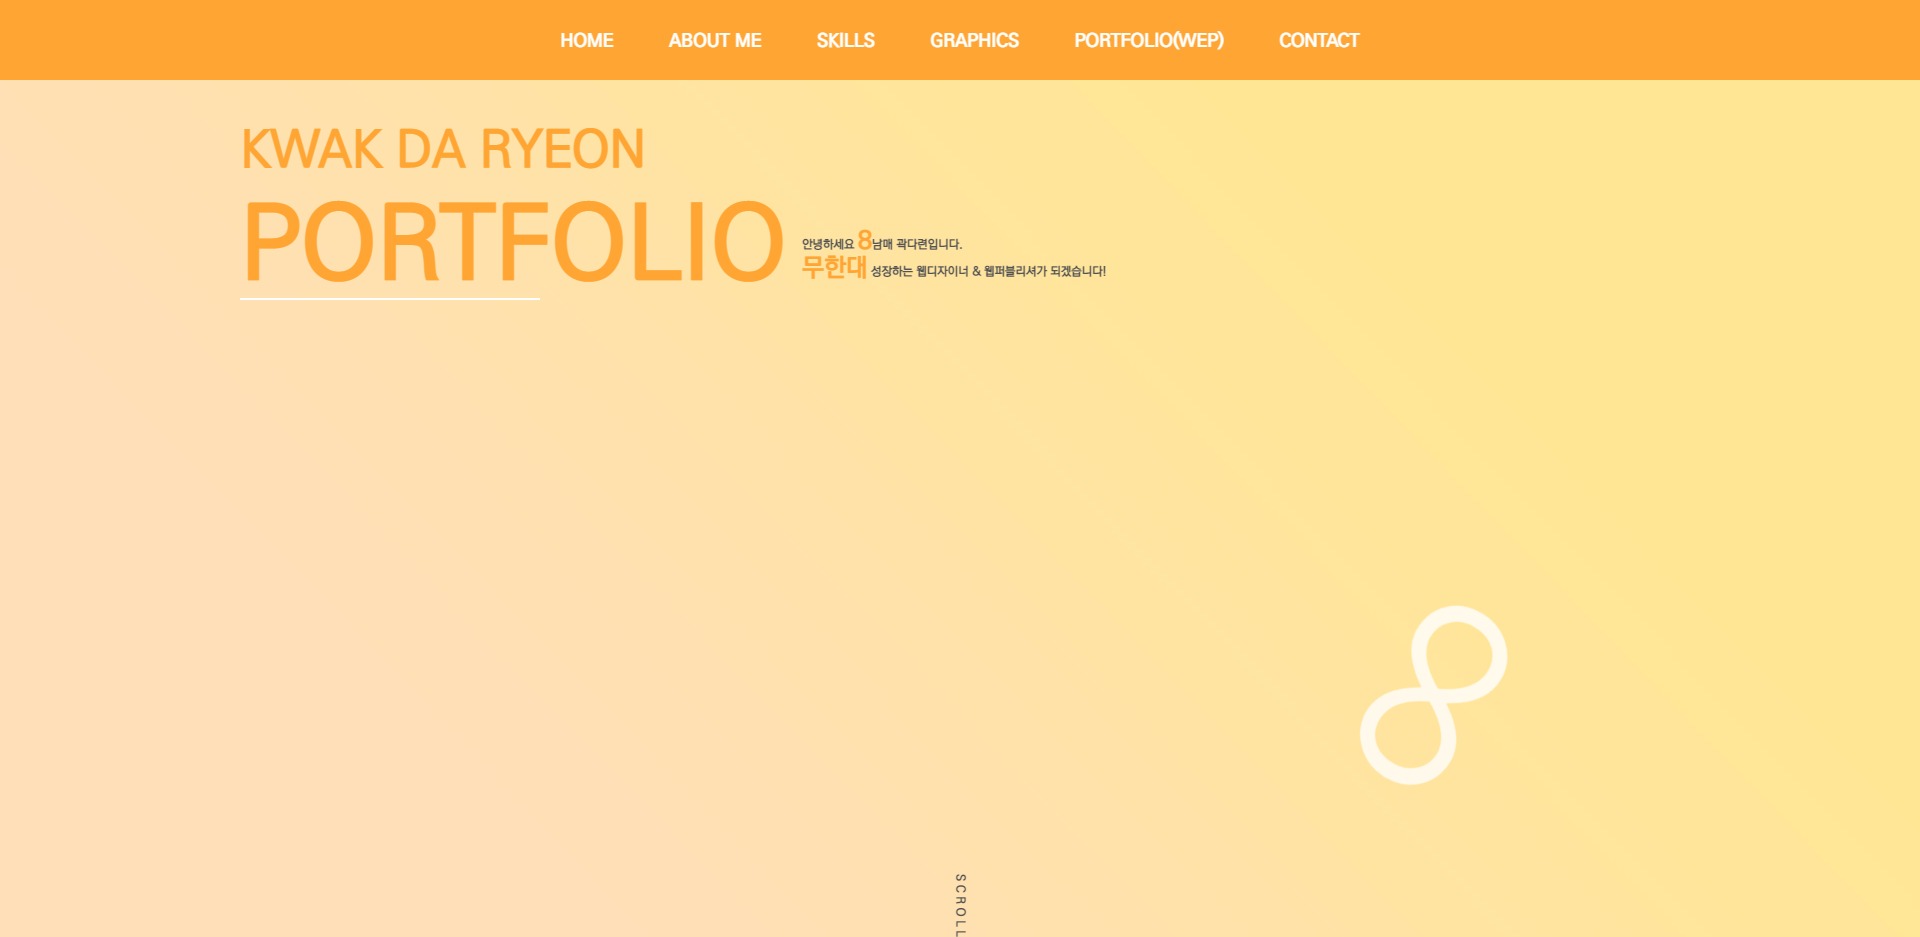 HOME ABOUT ME SKILLS GRAPHICS PORTFOLIO(WEP) CONTACT
KWAK DA RYEON
PORTFOLIO
안녕하세요 8남매 곽다련입니다.
무한대 성장하는 웹디자이너 & 웹퍼블리셔가 되겠습니다!
8
SCROLL